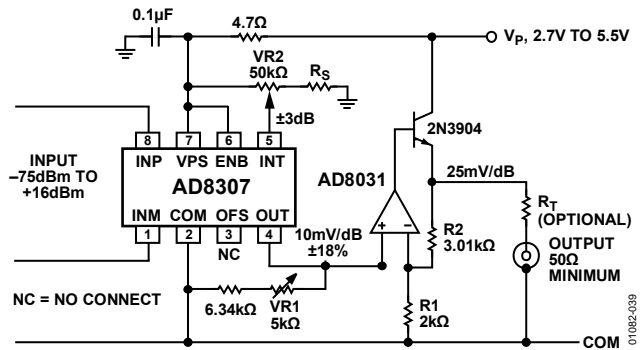 0.1µF
4.7Ω
VP, 2.7V TO 5.5V
VR2
50kΩ
RS
±3dB
2N3904
INPUT
–75dBm TO
+16dBm
8 7 6 5
INP VPS ENB INT
AD8307
INM COM OFS OUT
1 2 3 4
NC
AD8031
25mV/dB
10mV/dB
±18%
+ –
RT
(OPTIONAL)
R2
3.01kΩ
OUTPUT
50Ω
MINIMUM
NC = NO CONNECT
6.34kΩ
VR1
5kΩ
R1
2kΩ
COM
01082-039